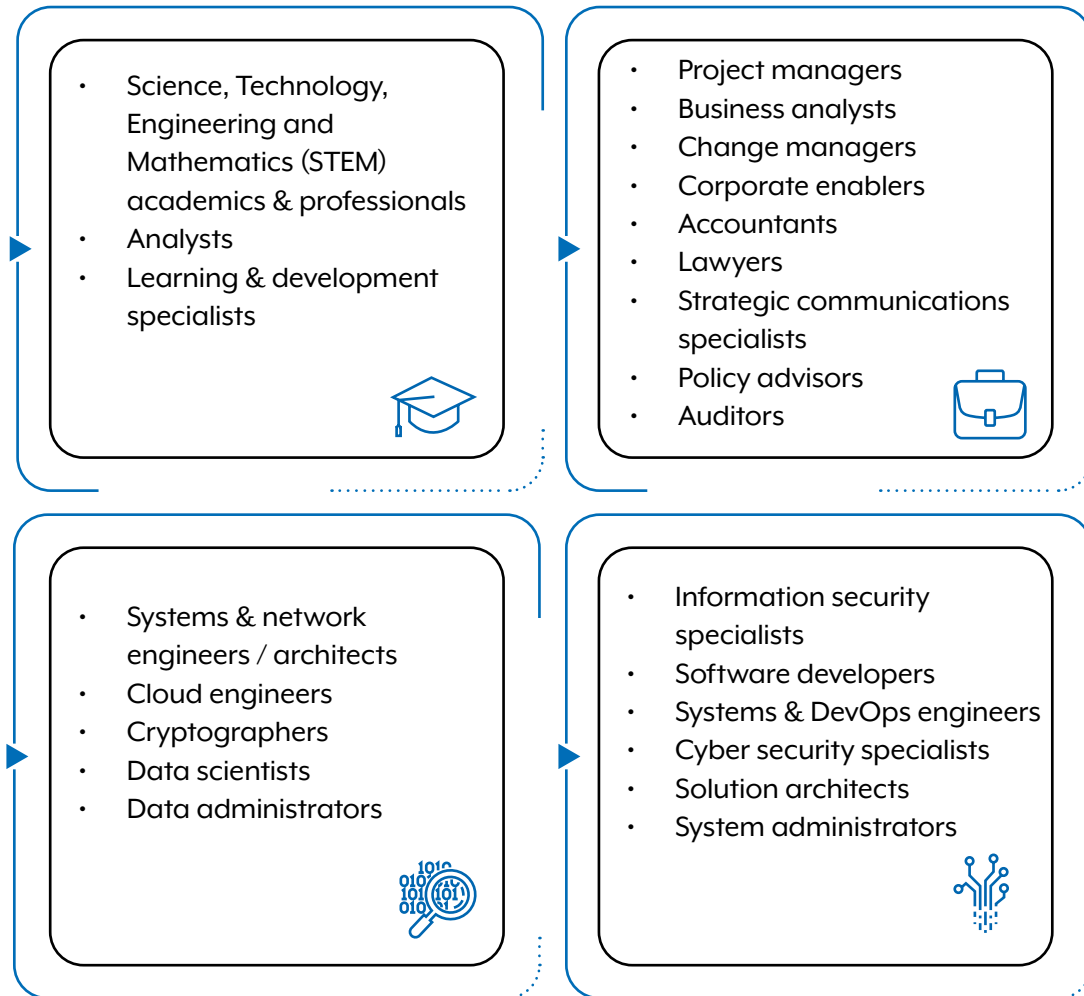 • Science, Technology,
Engineering and
Mathematics (STEM)
academics & professionals
• Analysts
• Learning & development
specialists
• Project managers
• Business analysts
• Change managers
• Corporate enablers
• Accountants
• Lawyers
• Strategic communications
specialists
• Policy advisors
• Auditors
• Systems & network
engineers / architects
• Cloud engineers
• Cryptographers
• Data scientists
• Data administrators
• Information security
specialists
• Software developers
• Systems & DevOps engineers
• Cyber security specialists
• Solution architects
• System administrators